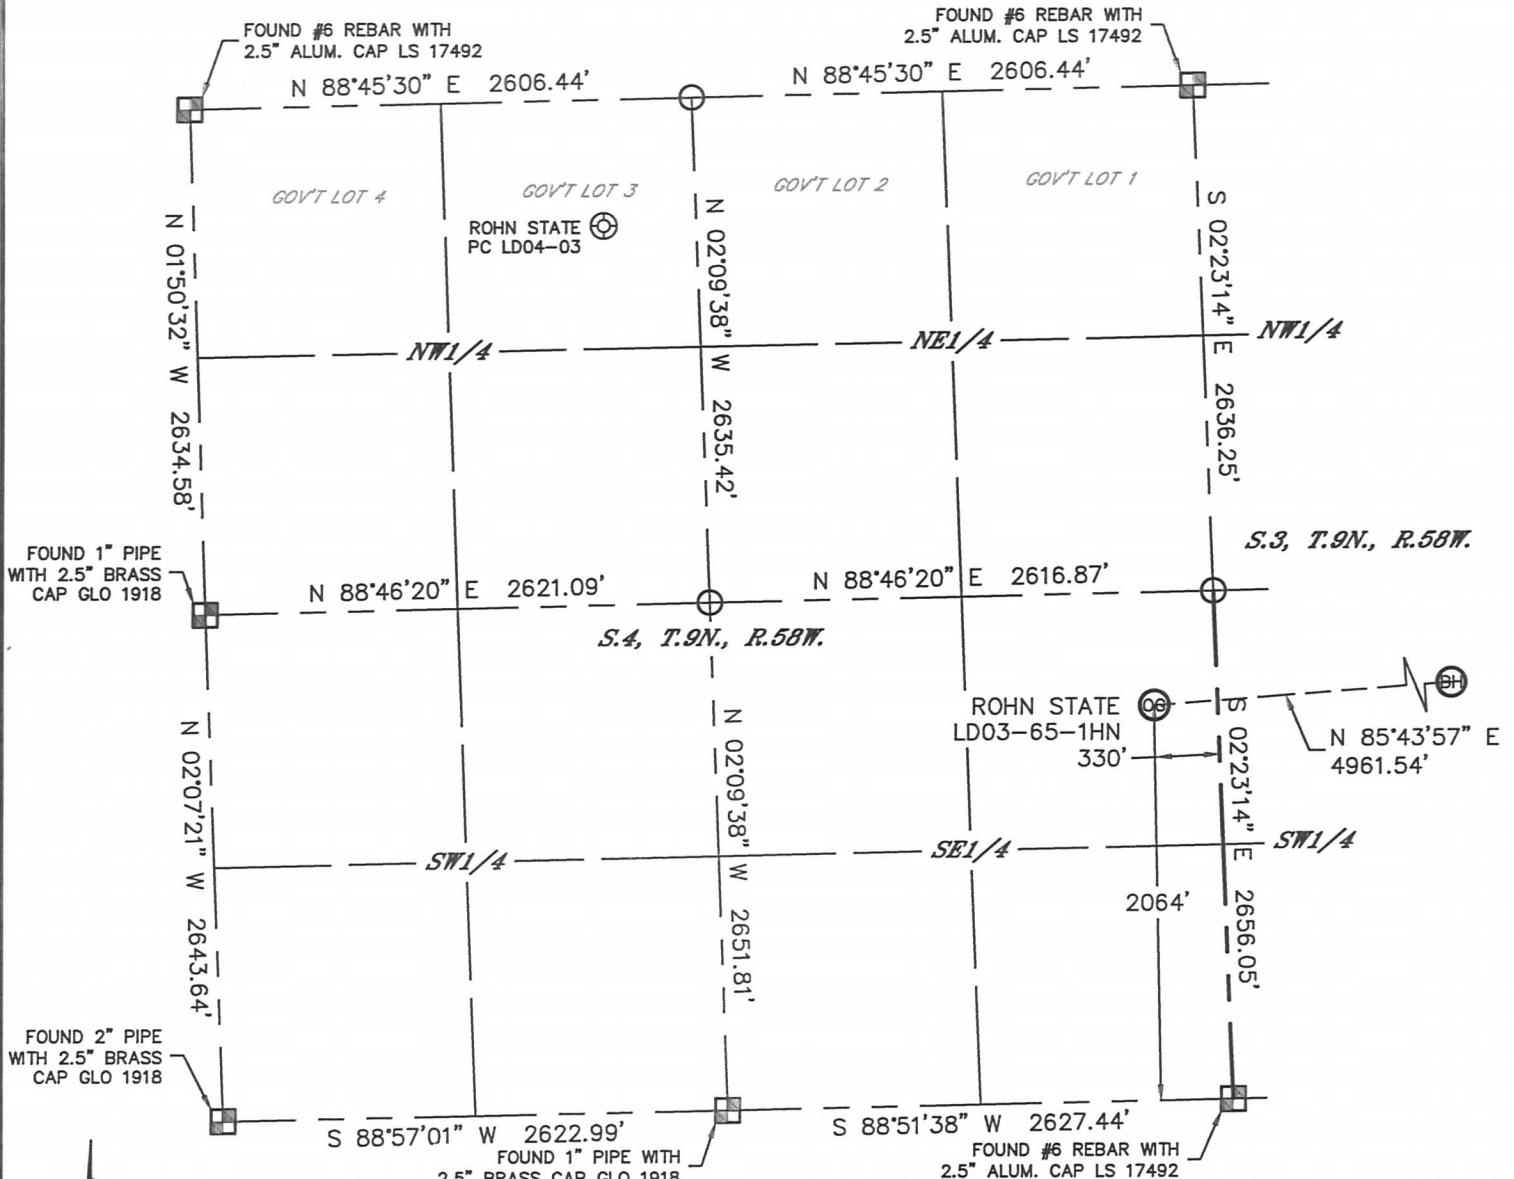 FOUND #6 REBAR WITH
2.5" ALUM. CAP LS 17492
FOUND #6 REBAR WITH
2.5" ALUM. CAP LS 17492
N 88°45'30" E 2606.44'
N 88°45'30" E 2606.44'
GOV'T LOT 4
GOV'T LOT 3
GOV'T LOT 2
GOV'T LOT 1
ROHN STATE
PC LD04-03
N 01°50'32" W 2634.58'
N 02°09'38" W 2635.42'
S 02°23'14" E 2636.25'
NW1/4
NE1/4
NW1/4
S.3, T.9N., R.58W.
FOUND 1" PIPE
WITH 2.5" BRASS
CAP GLO 1918
N 88°46'20" E 2621.09'
N 88°46'20" E 2616.87'
S.4, T.9N., R.58W.
ROHN STATE
LD03-65-1HN
OG
BH
330'
N 85°43'57" E
4961.54'
N 02°07'21" W 2643.64'
N 02°09'38" W 2651.81'
S 02°23'14" E 2656.05'
SW1/4
SE1/4
SW1/4
2064'
FOUND 2" PIPE
WITH 2.5" BRASS
CAP GLO 1918
S 88°57'01" W 2622.99'
S 88°51'38" W 2627.44'
FOUND 1" PIPE WITH
2.5" BRASS CAP GLO 1918
FOUND #6 REBAR WITH
2.5" ALUM. CAP LS 17492